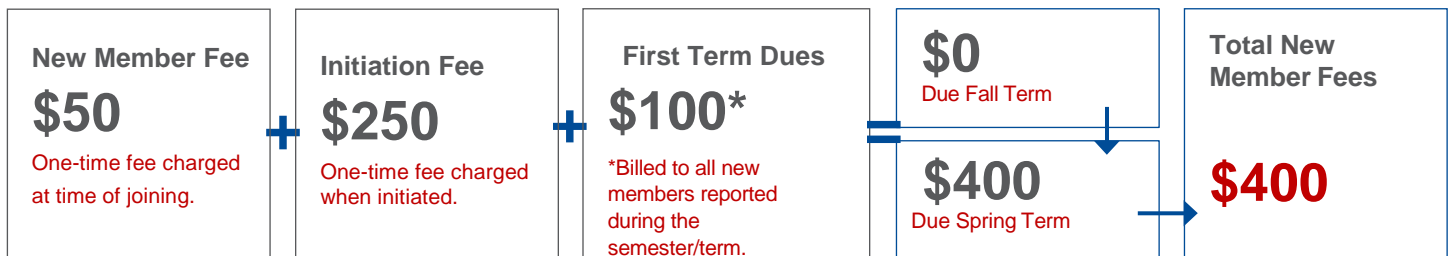 New Member Fee
$50
One-time fee charged
at time of joining.
+
Initiation Fee
$250
One-time fee charged
when initiated.
+
First Term Dues
$100*
*Billed to all new
members reported
during the
semester/term.
=
$0
Due Fall Term
$400
Due Spring Term
Total New
Member Fees
$400